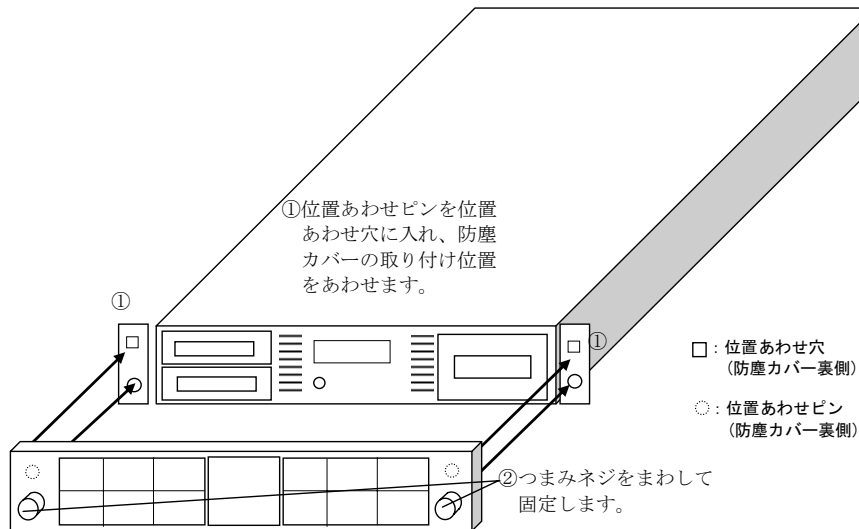 ①位置あわせピンを位置
あわせ穴に入れ、防塵
カバーの取り付け位置
をあわせます。
①
①
□：位置あわせ穴
（防塵カバー裏側）
：位置あわせピン
（防塵カバー裏側）
②つまみネジをまわして
固定します。